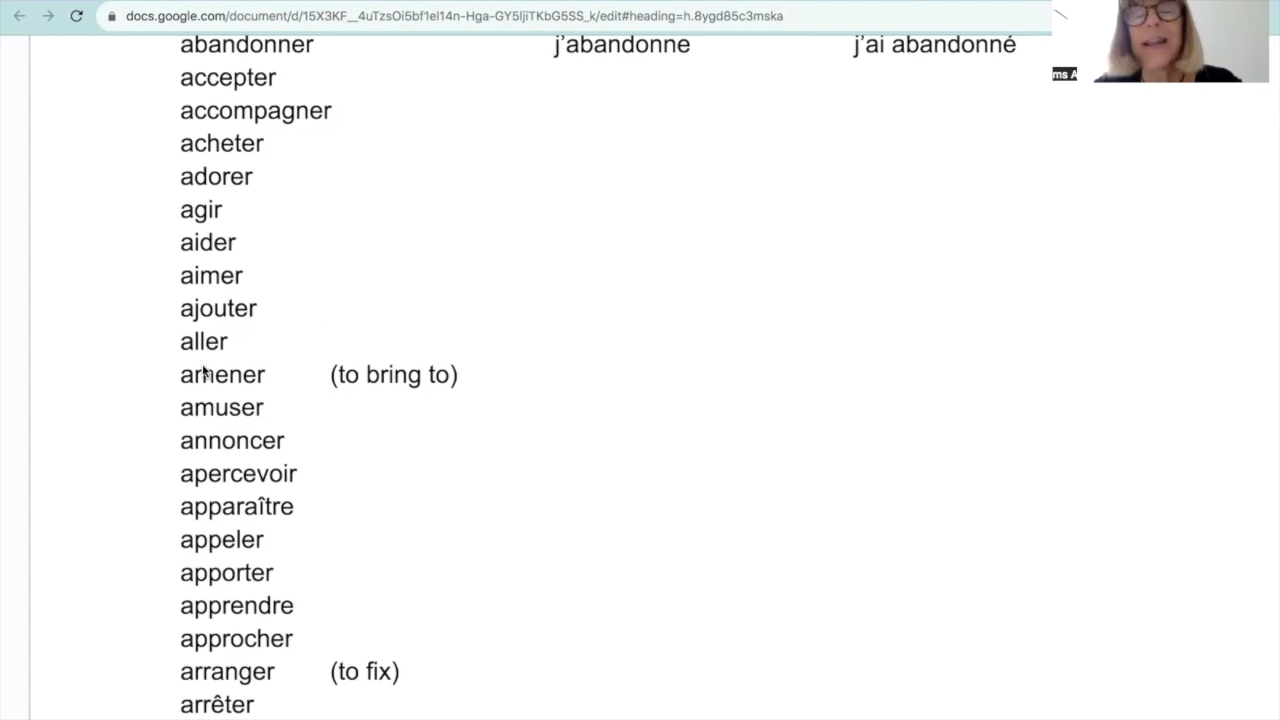 docs.google.com/document/d/15X3KF__4uTzsOi5bf1el14n-Hga-GY5ljiTKbG5SS_k/edit#heading=h.8ygd85c3mska
abandonner j'abandonne j'ai abandonné
accepter
accompagner
acheter
adorer
agir
aider
aimer
ajouter
aller
amener (to bring to)
amuser
annoncer
apercevoir
apparaître
appeler
apporter
apprendre
approcher
arranger (to fix)
arrêter
ms A